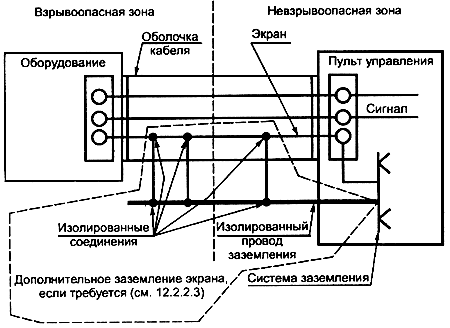 Взрывоопасная зона
Невзрывоопасная зона
Оболочка
кабеля
Экран
Оборудование
Пульт управления
Сигнал
Изолированные
соединения
Изолированный
провод
заземления
Дополнительное заземление экрана,
если требуется (см. 12.2.2.3)
Система заземления